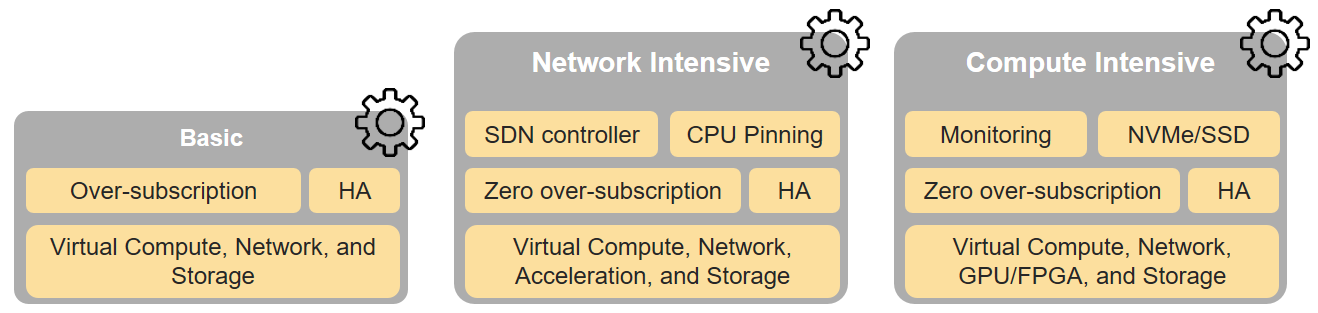 Basic
Over-subscription
HA
Virtual Compute, Network, and
Storage
Network Intensive
SDN controller
CPU Pinning
Zero over-subscription
HA
Virtual Compute, Network,
Acceleration, and Storage
Compute Intensive
Monitoring
NVMe/SSD
Zero over-subscription
HA
Virtual Compute, Network,
GPU/FPGA, and Storage